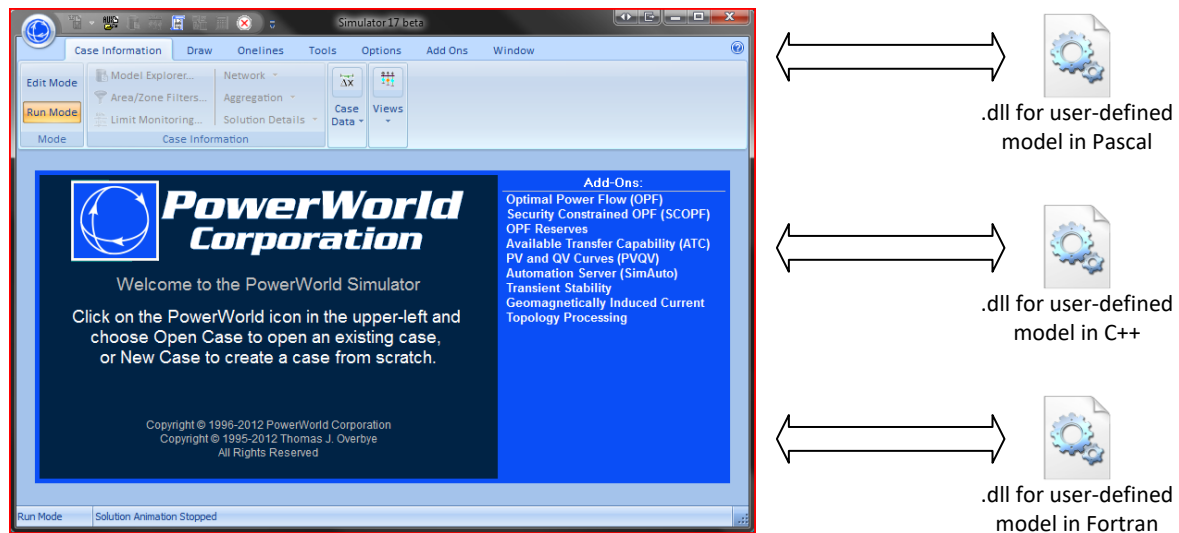 Simulator 17 beta
Case Information Draw Onelines Tools Options Add Ons Window
Edit Mode
Run Mode
Mode
Model Explorer...
Area/Zone Filters...
Limit Monitoring...
Network
Aggregation
Solution Details
Case Information
Case
Data
Views
PowerWorld
Corporation
Welcome to the PowerWorld Simulator
Click on the PowerWorld icon in the upper-left and
choose Open Case to open an existing case,
or New Case to create a case from scratch.
Copyright © 1996-2012 PowerWorld Corporation
Copyright © 1995-2012 Thomas J. Overbye
All Rights Reserved
Add-Ons:
Optimal Power Flow (OPF)
Security Constrained OPF (SCOPF)
OPF Reserves
Available Transfer Capability (ATC)
PV and QV Curves (PVQV)
Automation Server (SimAuto)
Transient Stability
Geomagnetically Induced Current
Topology Processing
Run Mode Solution Animation Stopped
.dll for user-defined
model in Pascal
.dll for user-defined
model in C++
.dll for user-defined
model in Fortran